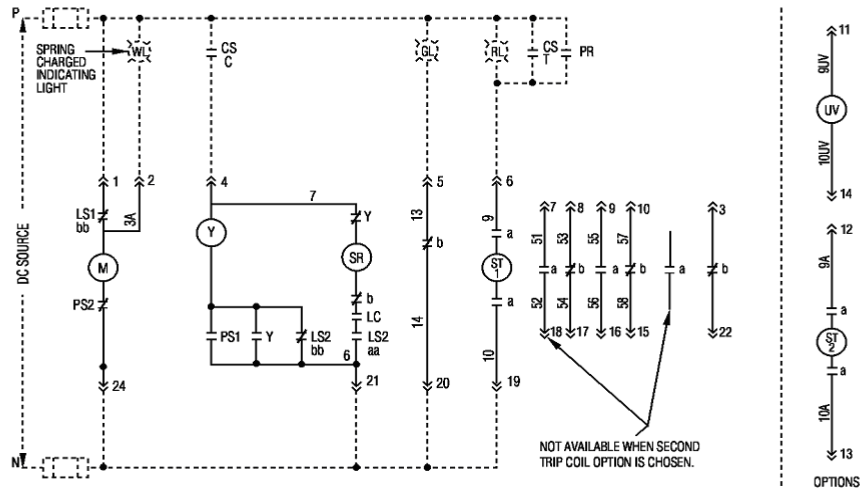 P
SPRING
CHARGED
INDICATING
LIGHT
WL
CS
C
GL
RL
CS
T
PR
11
9UV
UV
10UV
14
1
2
4
5
6
7
LS1
bb
3A
Y
Y
13
b
9
a
7
8
9
10
3
51
53
55
57
12
DC SOURCE
M
SR
ST
1
a
b
a
b
a
b
9A
PS2
b
LC
a
52
54
56
58
a
ST
2
PS1
Y
LS2
bb
LS2
aa
6
14
10
18
17
16
15
22
a
10A
24
21
20
19
NOT AVAILABLE WHEN SECOND
TRIP COIL OPTION IS CHOSEN.
13
N
OPTIONS